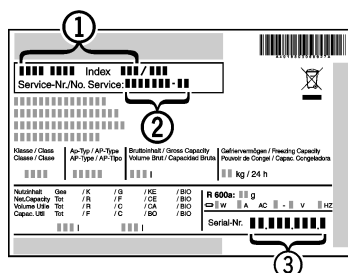 1
Index /
Service-Nr./No. Service: -
2
Klasse / Class
Classe / Clase
Ap-Typ / AP-Type
AP-Type / AP-Tipo
Bruttoinhalt / Gross Capacity
Volume Brut / Capacidad Bruta
Gefriervermögen / Freezing Capacity
Pouvoir de Congel / Capac. Congeladora
l
kg / 24 h
Nutzinhalt Ges / K / G / KE / BIO
Net.Capacity Tot / R / F / CE / BIO
Volume Utile Tot / R / C / CA / BIO
Capac. Util Tot / F / C / BO / BIO
l l
R 600a: g
W A AC - V HZ
Serial-Nr. . . .
3